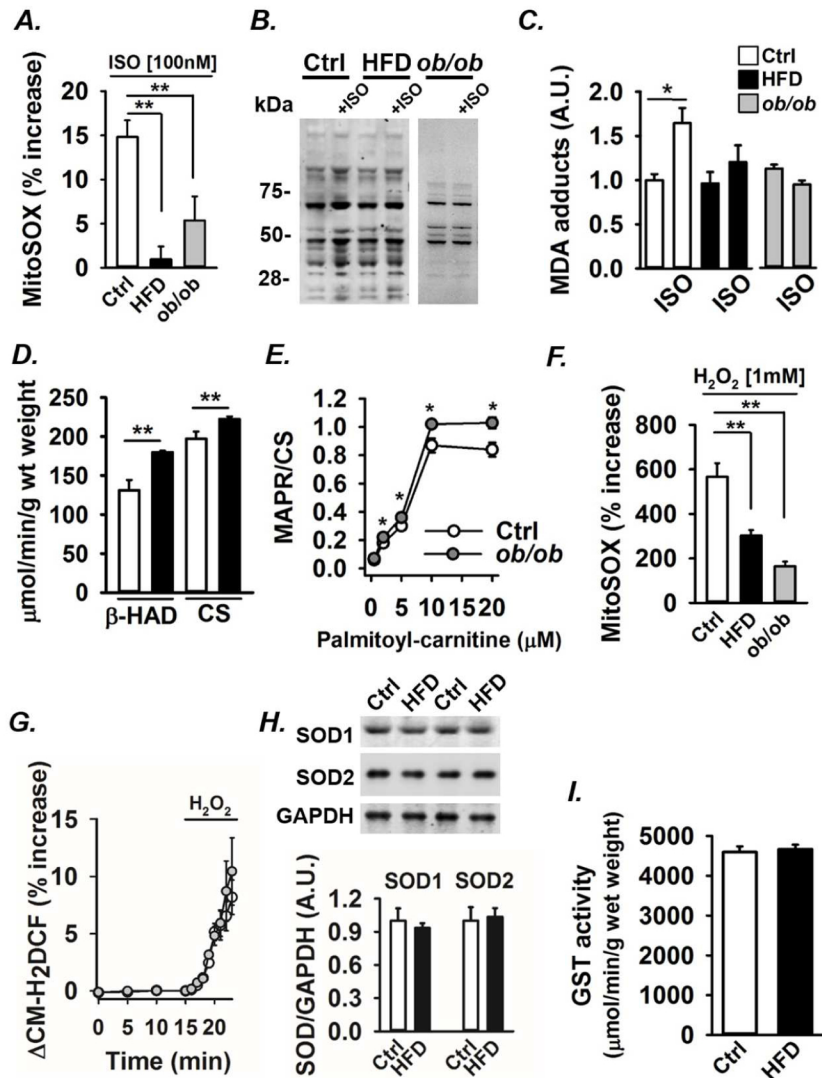 A.
ISO [100nM]
**
**
MitoSOX (% increase)
20
15
10
5
0
Ctrl
HFD
ob/ob
B.
Ctrl HFD ob/ob
kDa
+ISO +ISO +ISO
75-
50-
28-
C.
Ctrl
HFD
ob/ob
*
MDA adducts (A.U.)
2.0
1.5
1.0
0.5
0.0
ISO ISO ISO
D.
** **
μmol/min/g wt weight
250
200
150
100
50
0
β-HAD CS
E.
MAPR/CS
1.4
1.2
1.0
0.8
0.6
0.4
0.2
0.0
* * * *
Ctrl
ob/ob
0 5 10 15 20
Palmitoyl-carnitine (μM)
F.
H2O2 [1mM]
**
**
MitoSOX (% increase)
800
600
400
200
0
Ctrl
HFD
ob/ob
G.
H2O2
ΔCM-H2DCF (% increase)
15
10
5
0
0 5 10 15 20
Time (min)
H.
Ctrl HFD Ctrl HFD
SOD1
SOD2
GAPDH
SOD1 SOD2
SOD/GAPDH (A.U.)
1.2
0.9
0.6
0.3
0.0
Ctrl HFD Ctrl HFD
I.
GST activity
(μmol/min/g wet weight)
5000
4000
3000
2000
1000
0
Ctrl
HFD